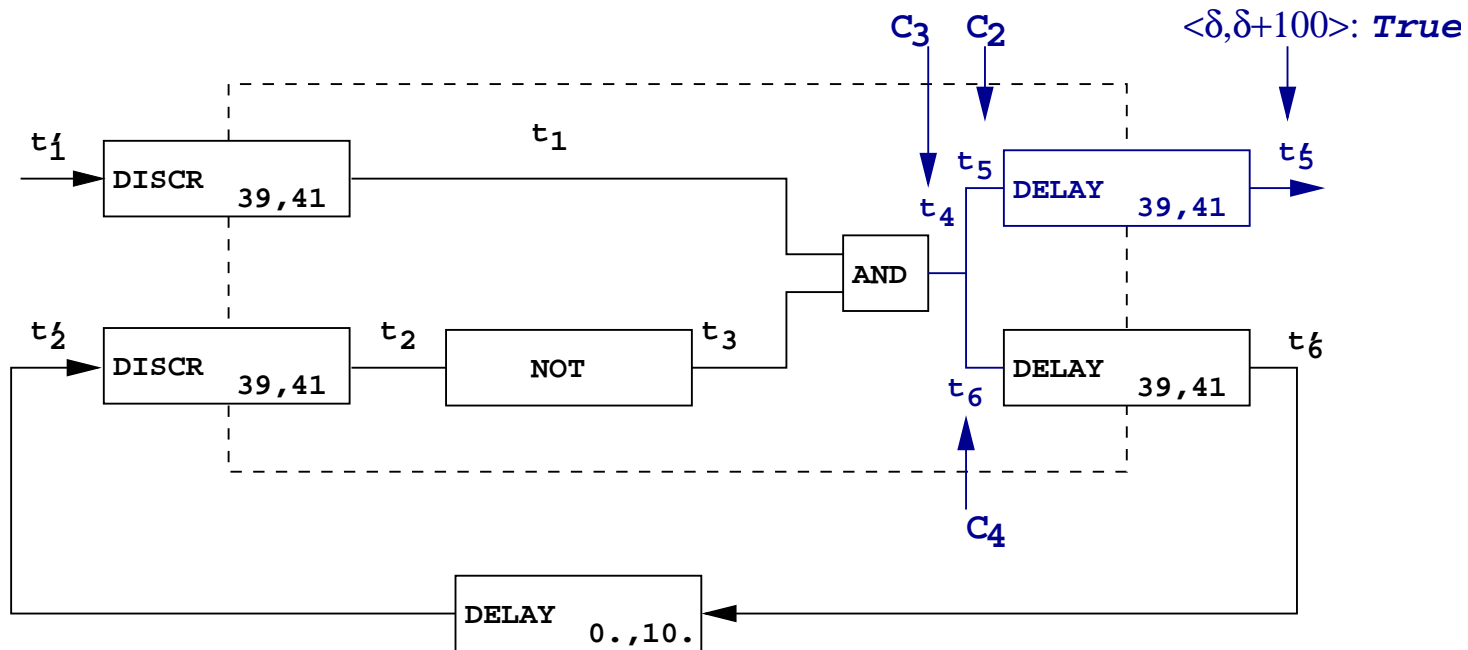 C3 C2 <δ,δ+100>: True
t'1 t1 t5 t'5
DISCR 39,41
DELAY 39,41
t4
AND
t'2 t2 t3 t'6
DISCR 39,41
NOT
DELAY 39,41
t6
C4
DELAY 0.,10.